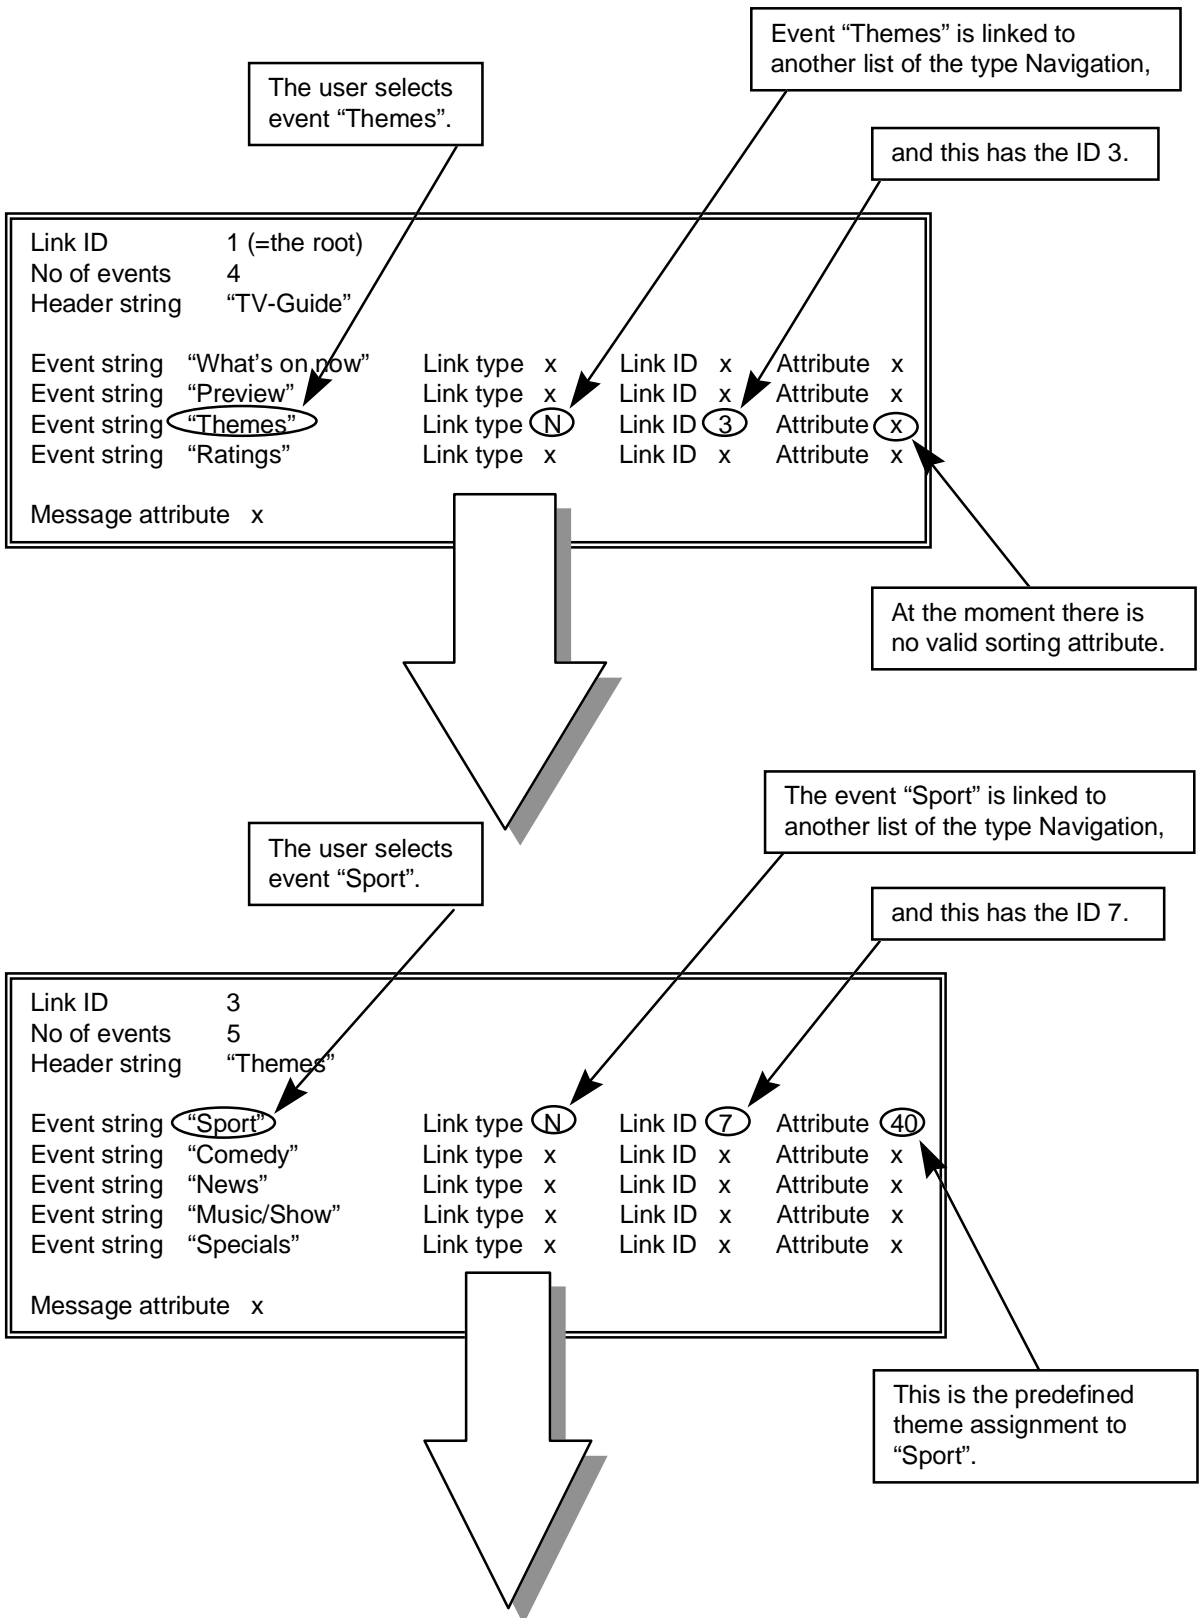 Event “Themes” is linked to
another list of the type Navigation,
The user selects
event “Themes”.
and this has the ID 3.
Link ID 1 (=the root)
No of events 4
Header string “TV-Guide”
Event string “What's on now” Link type x Link ID x Attribute x
Event string “Preview” Link type x Link ID x Attribute x
Event string “Themes” Link type N Link ID 3 Attribute x
Event string “Ratings” Link type x Link ID x Attribute x
Message attribute x
At the moment there is
no valid sorting attribute.
The event “Sport” is linked to
another list of the type Navigation,
The user selects
event “Sport”.
and this has the ID 7.
Link ID 3
No of events 5
Header string “Themes”
Event string “Sport” Link type N Link ID 7 Attribute 40
Event string “Comedy” Link type x Link ID x Attribute x
Event string “News” Link type x Link ID x Attribute x
Event string “Music/Show” Link type x Link ID x Attribute x
Event string “Specials” Link type x Link ID x Attribute x
Message attribute x
This is the predefined
theme assignment to
“Sport”.